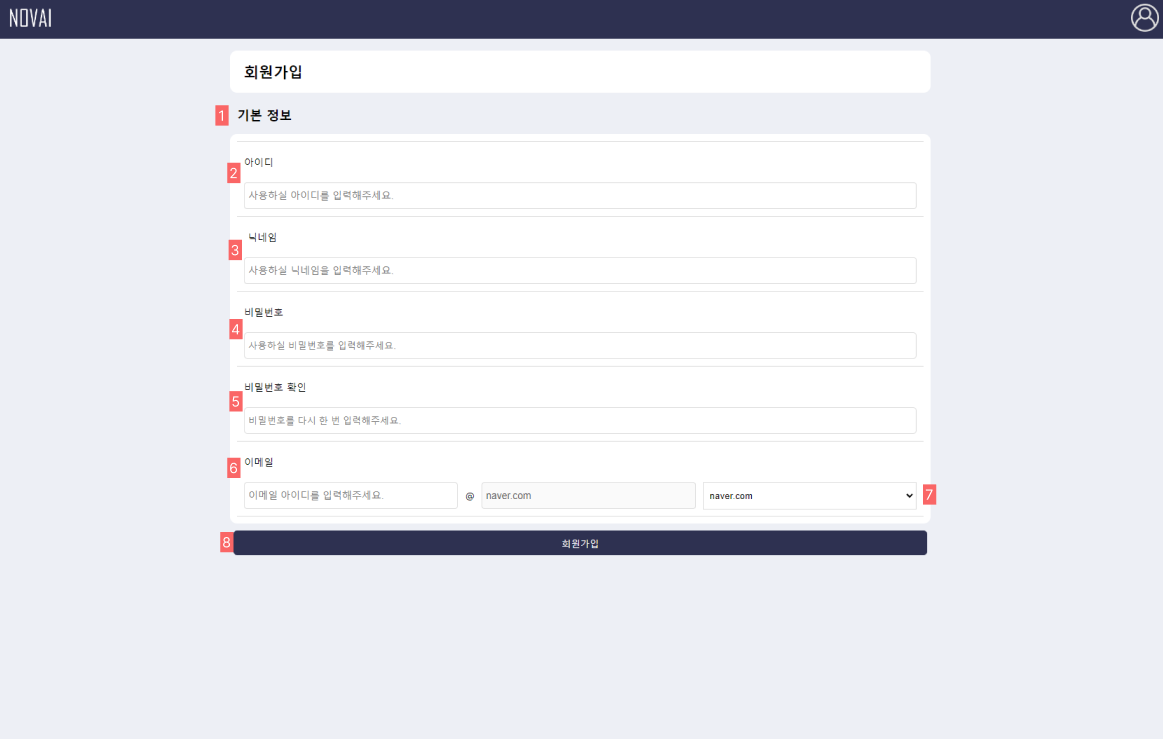 NOVAI
회원가입
1 기본 정보
아이디
2
사용하실 아이디를 입력해주세요.
닉네임
3
사용하실 닉네임을 입력해주세요.
비밀번호
4
사용하실 비밀번호를 입력해주세요.
비밀번호 확인
5
비밀번호를 다시 한 번 입력해주세요.
6 이메일
이메일 아이디를 입력해주세요. @ naver.com naver.com 7
8 회원가입